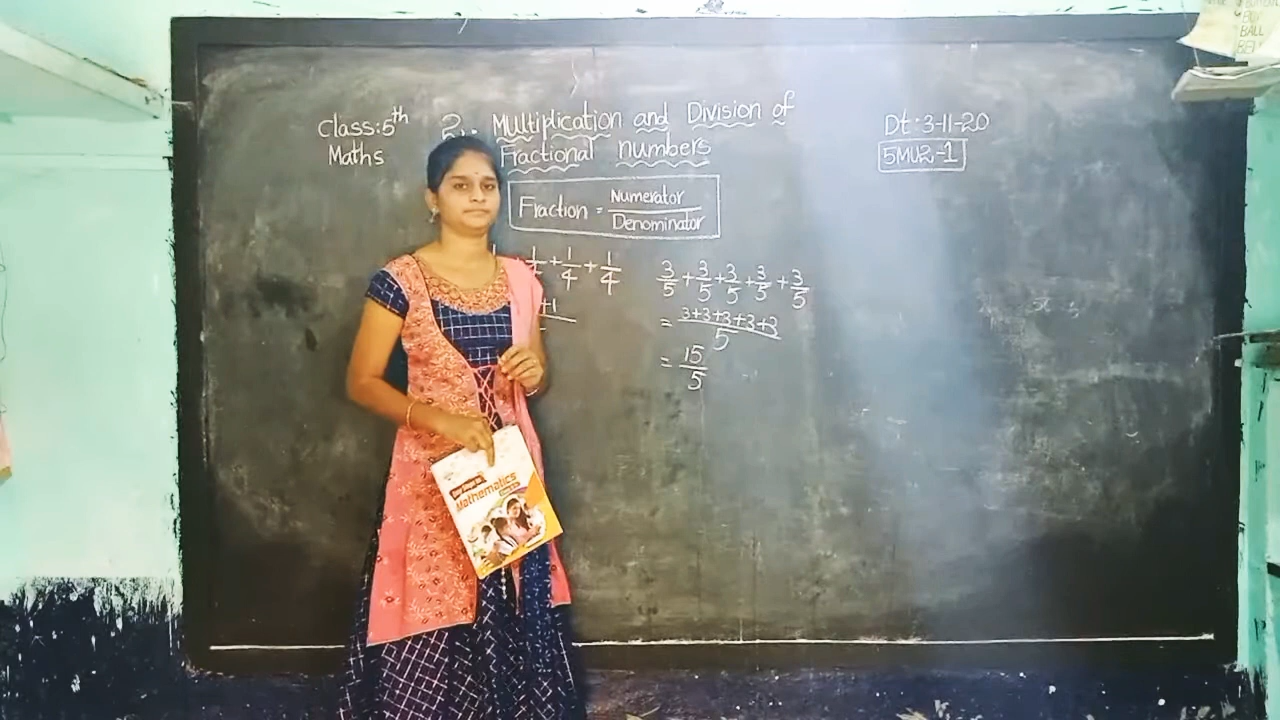 Class:5th
Maths
2. Multiplication and Division of
Fractional numbers
Dt:3-11-20
5MU2-1
Fraction = Numerator / Denominator
+ 1/4 + 1/4
3/5 + 3/5 + 3/5 + 3/5 + 3/5
+1
= 3+3+3+3+3 / 5
= 15/5
Mathematics
BALL